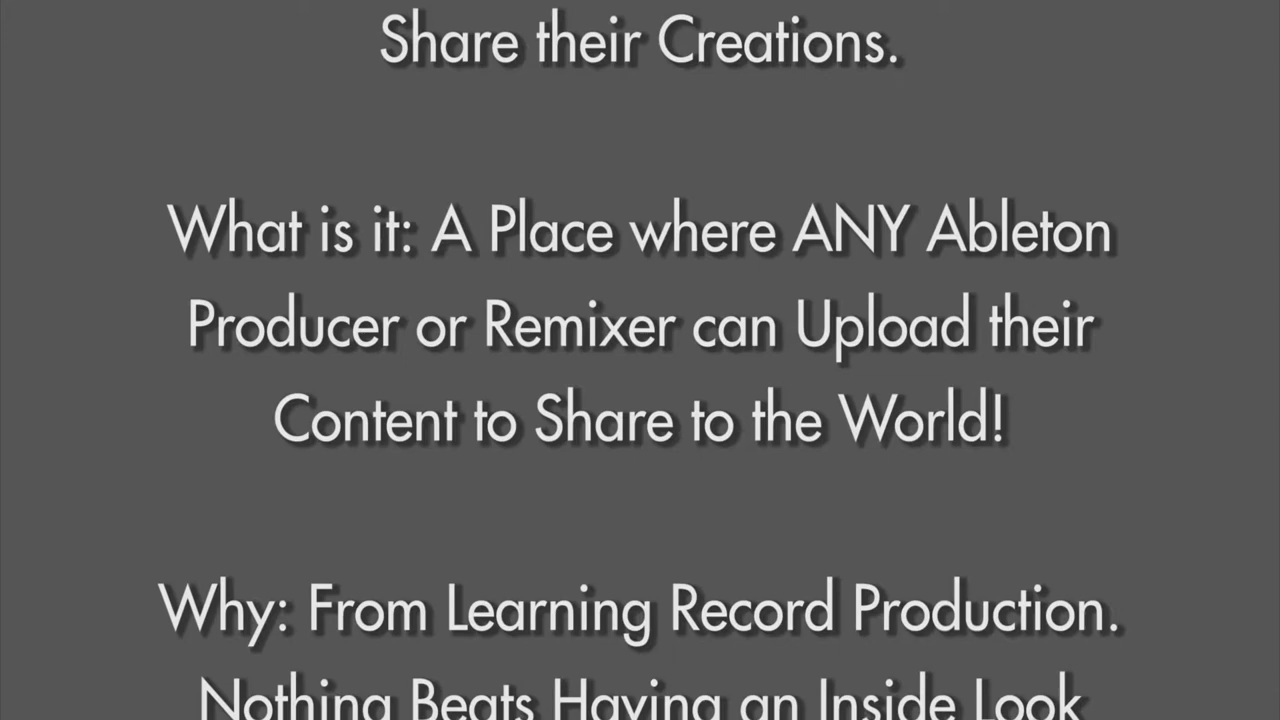 Share their Creations.
What is it: A Place where ANY Ableton
Producer or Remixer can Upload their
Content to Share to the World!
Why: From Learning Record Production.
Nothing Beats Having an Inside Look